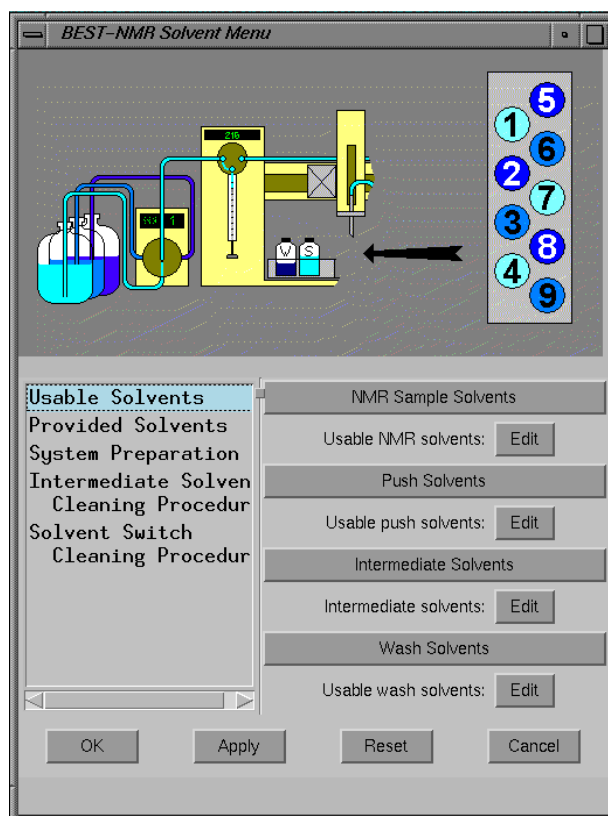 BEST-NMR Solvent Menu
216
1
W S
1
2
3
4
5
6
7
8
9
Usable Solvents
Provided Solvents
System Preparation
Intermediate Solven
Cleaning Procedur
Solvent Switch
Cleaning Procedur
NMR Sample Solvents
Usable NMR solvents: Edit
Push Solvents
Usable push solvents: Edit
Intermediate Solvents
Intermediate solvents: Edit
Wash Solvents
Usable wash solvents: Edit
OK Apply Reset Cancel